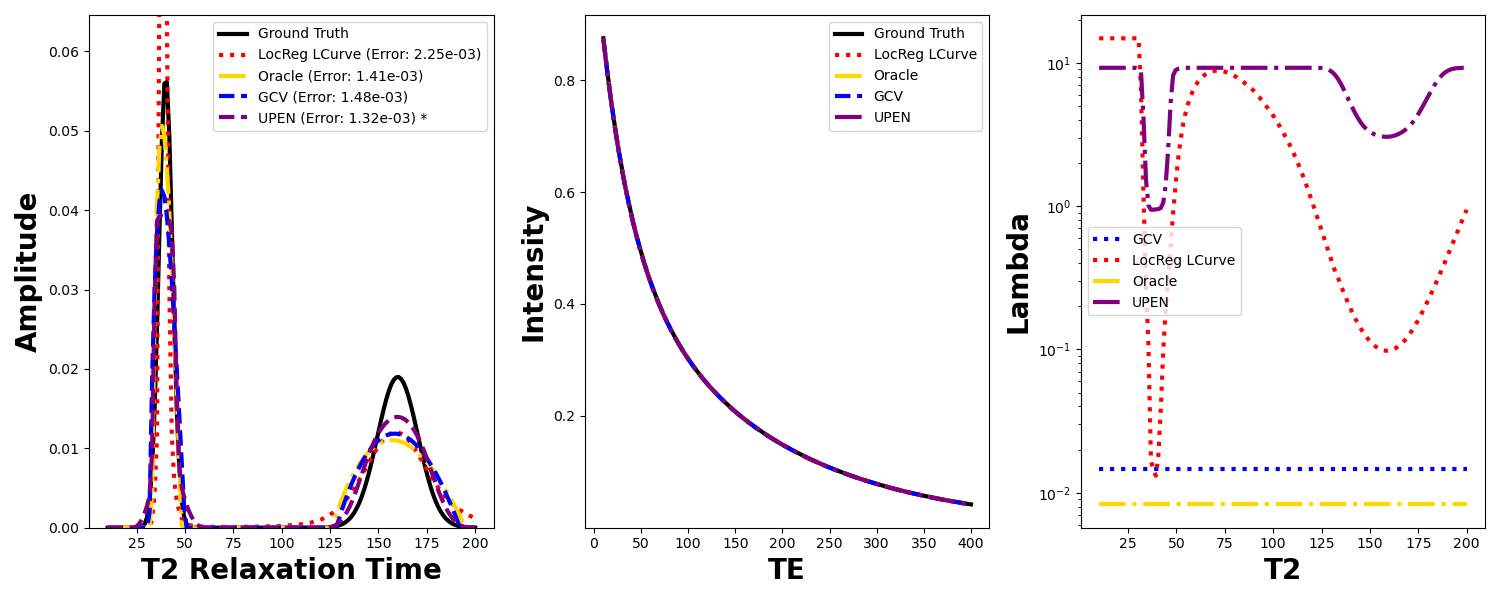 Amplitude
0.06
0.05
0.04
0.03
0.02
0.01
0.00
25 50 75 100 125 150 175 200
T2 Relaxation Time
Ground Truth
LocReg LCurve (Error: 2.25e-03)
Oracle (Error: 1.41e-03)
GCV (Error: 1.48e-03)
UPEN (Error: 1.32e-03) *
Intensity
0.8
0.6
0.4
0.2
0 50 100 150 200 250 300 350 400
TE
Ground Truth
LocReg LCurve
Oracle
GCV
UPEN
Lambda
10¹
10⁰
10⁻¹
10⁻²
25 50 75 100 125 150 175 200
T2
GCV
LocReg LCurve
Oracle
UPEN